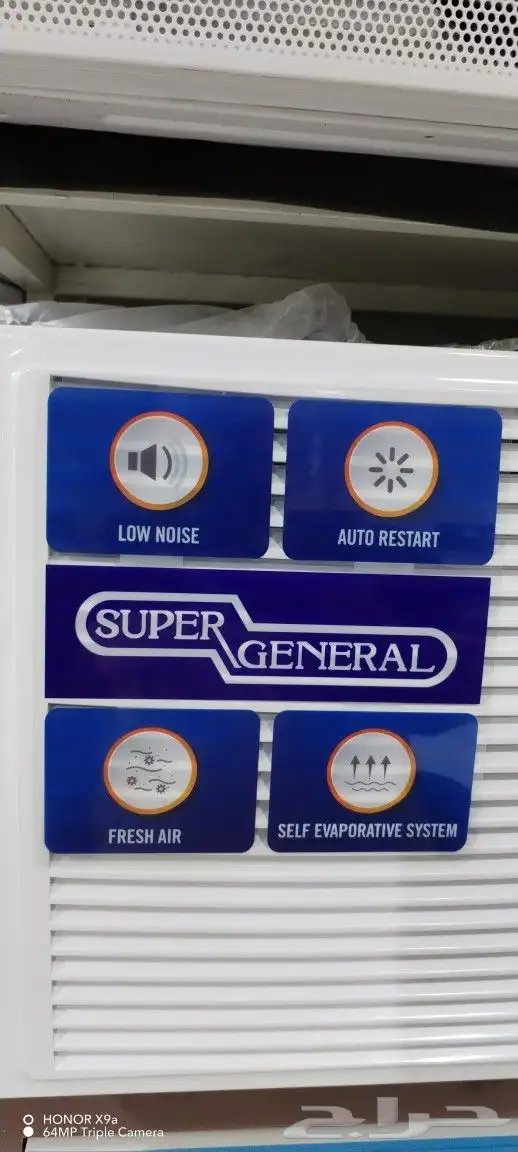 LOW NOISE
AUTO RESTART
SUPER
GENERAL
FRESH AIR
SELF EVAPORATIVE SYSTEM
HONOR X9a
64MP Triple Camera
حراج